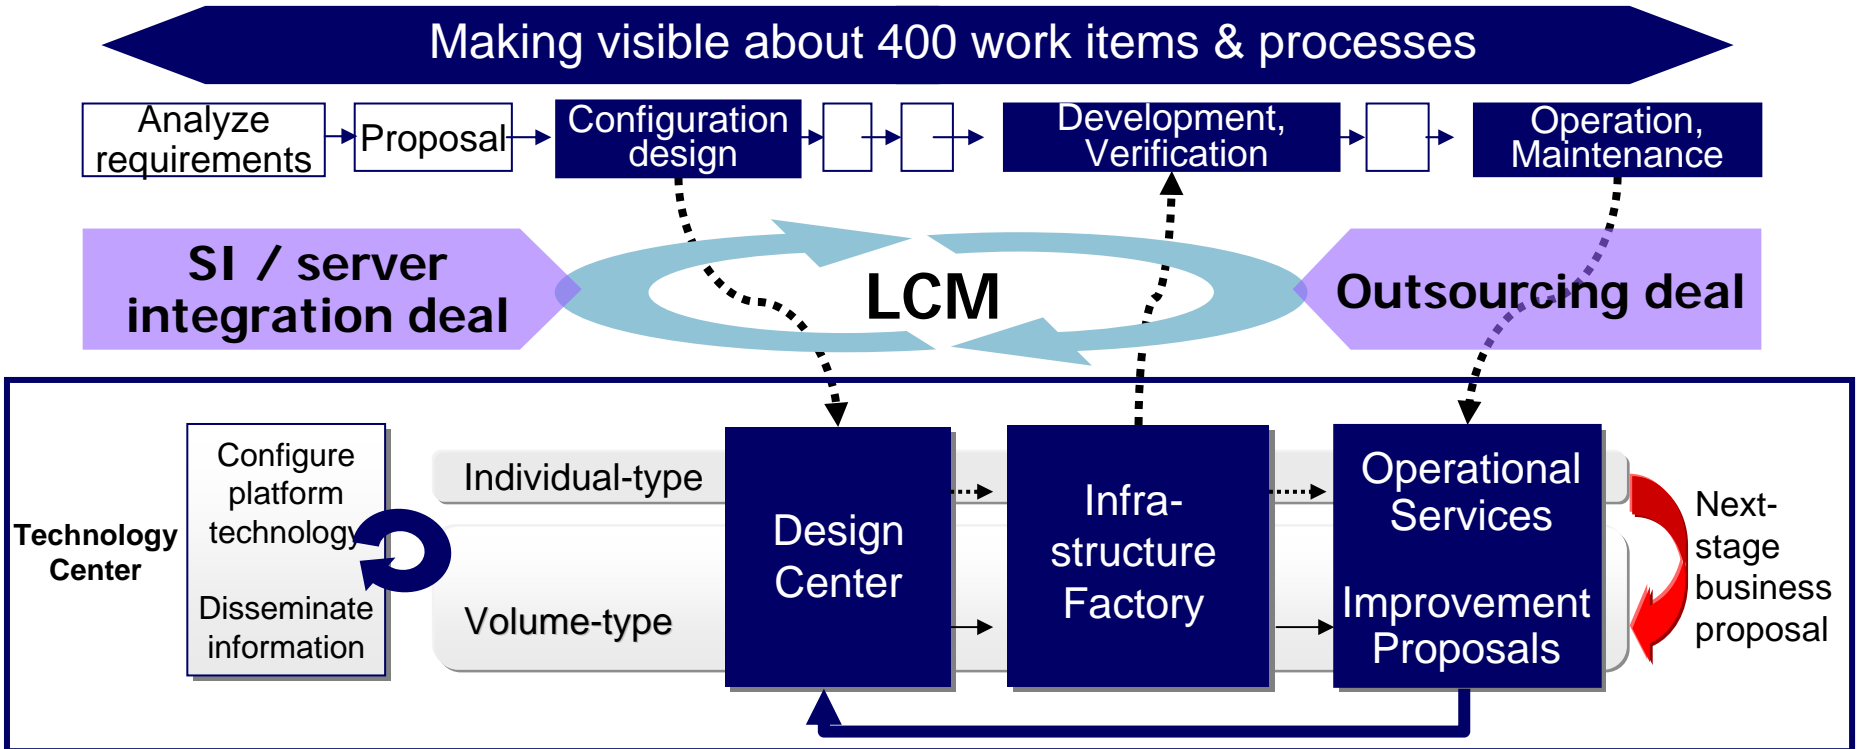 Making visible about 400 work items & processes
Analyze
requirements
Proposal
Configuration
design
Development,
Verification
Operation,
Maintenance
SI / server
integration deal
LCM
Outsourcing deal
Technology
Center
Configure
platform
technology
Disseminate
information
Individual-type
Volume-type
Design
Center
Infra-
structure
Factory
Operational
Services
Improvement
Proposals
Next-
stage
business
proposal